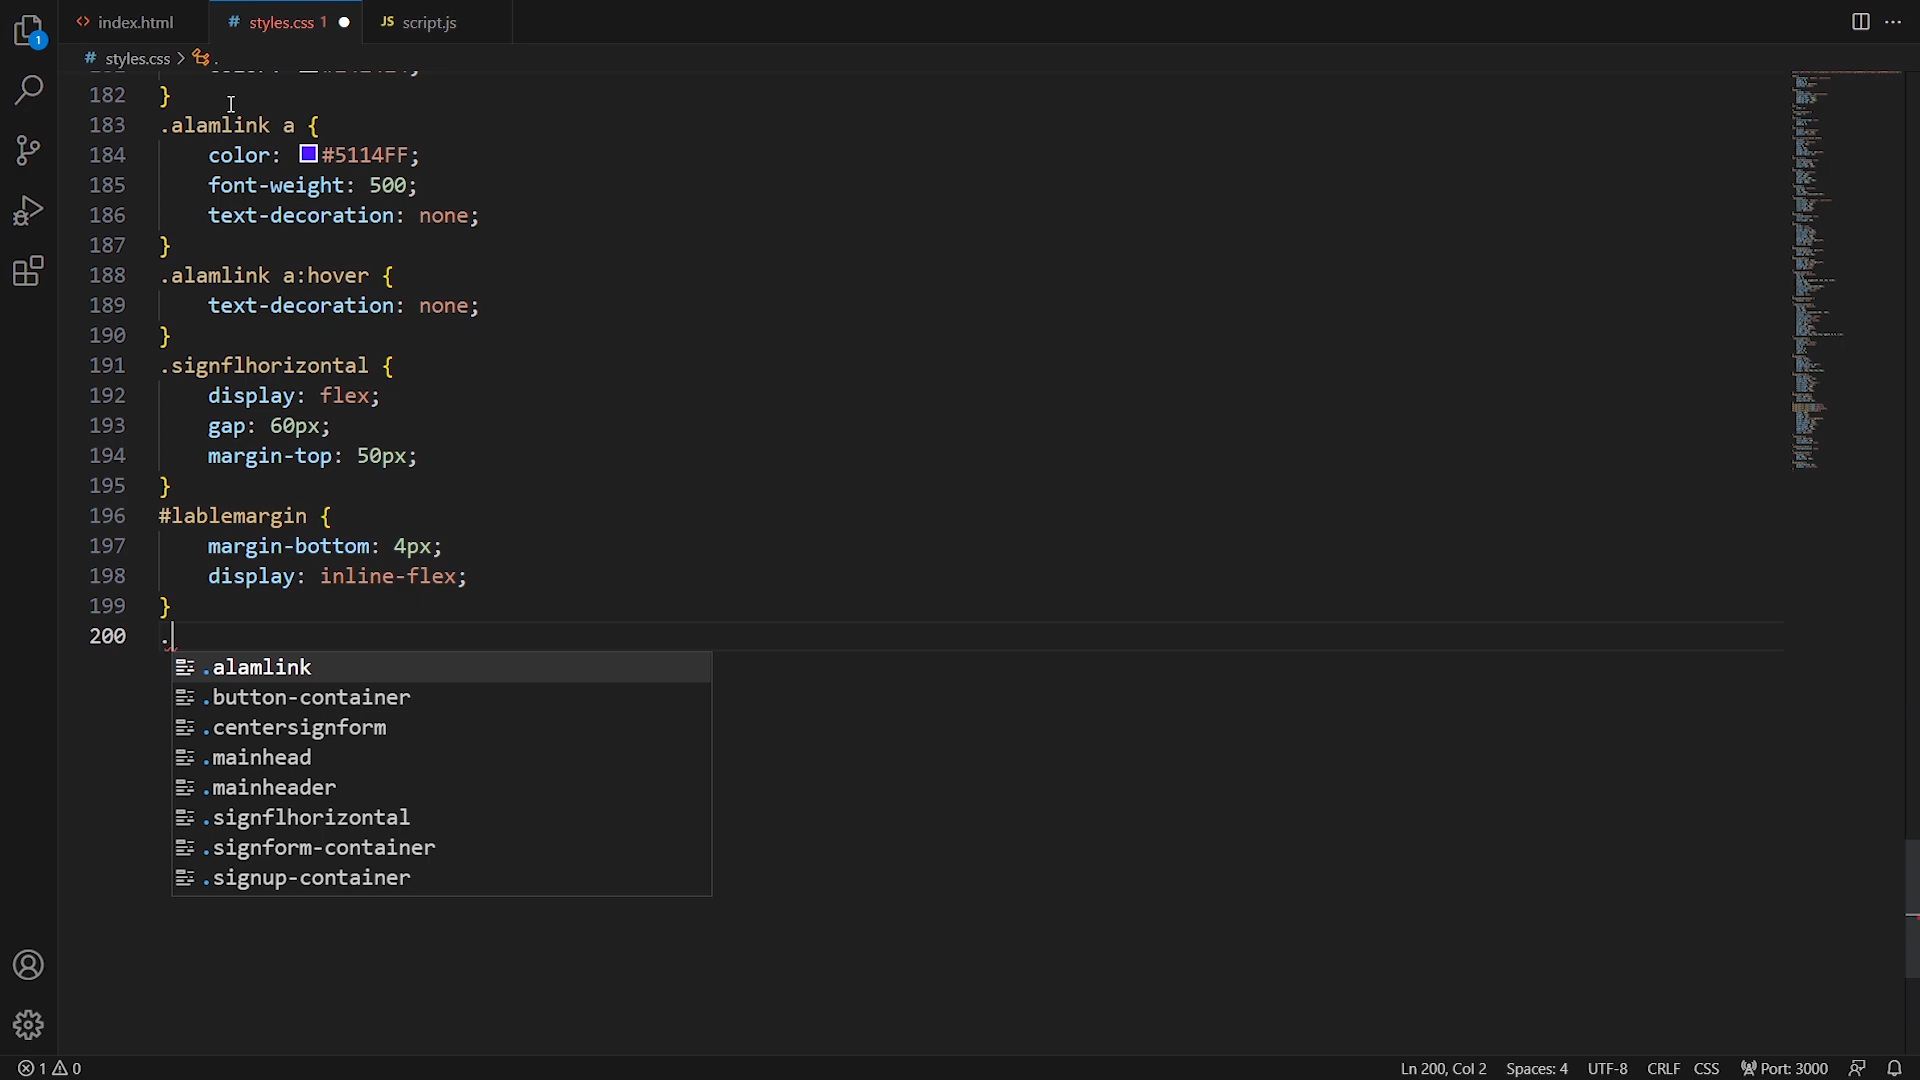 index.html
# styles.css 1
JS script.js
1
# styles.css > .
182 }
183 .alamlink a {
184 color: #5114FF;
185 font-weight: 500;
186 text-decoration: none;
187 }
188 .alamlink a:hover {
189 text-decoration: none;
190 }
191 .signflhorizontal {
192 display: flex;
193 gap: 60px;
194 margin-top: 50px;
195 }
196 #lablemargin {
197 margin-bottom: 4px;
198 display: inline-flex;
199 }
200 .
.alamlink
.button-container
.centersignform
.mainhead
.mainheader
.signflhorizontal
.signform-container
.signup-container
1 0
Ln 200, Col 2 Spaces: 4 UTF-8 CRLF CSS Port: 3000